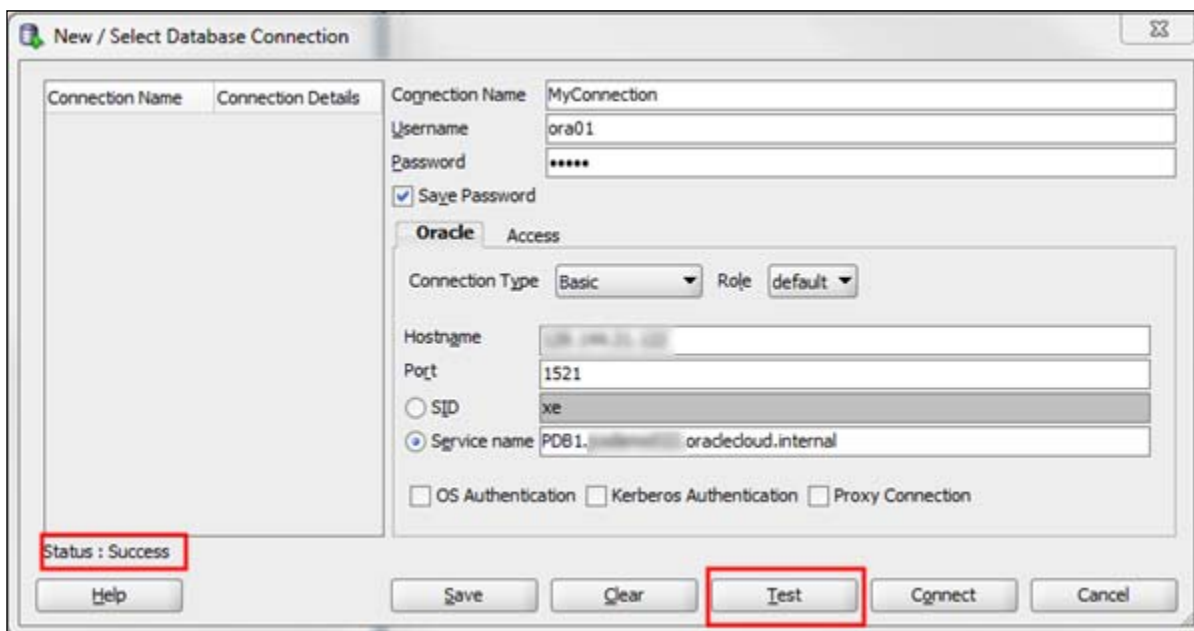 New / Select Database Connection
Connection Name Connection Details
Connection Name MyConnection
Username ora01
Password •••••
Save Password
Oracle Access
Connection Type Basic Role default
Hostname
Port 1521
SID xe
Service name PDB1. oraclecloud.internal
OS Authentication Kerberos Authentication Proxy Connection
Status : Success
Help Save Clear Test Connect Cancel